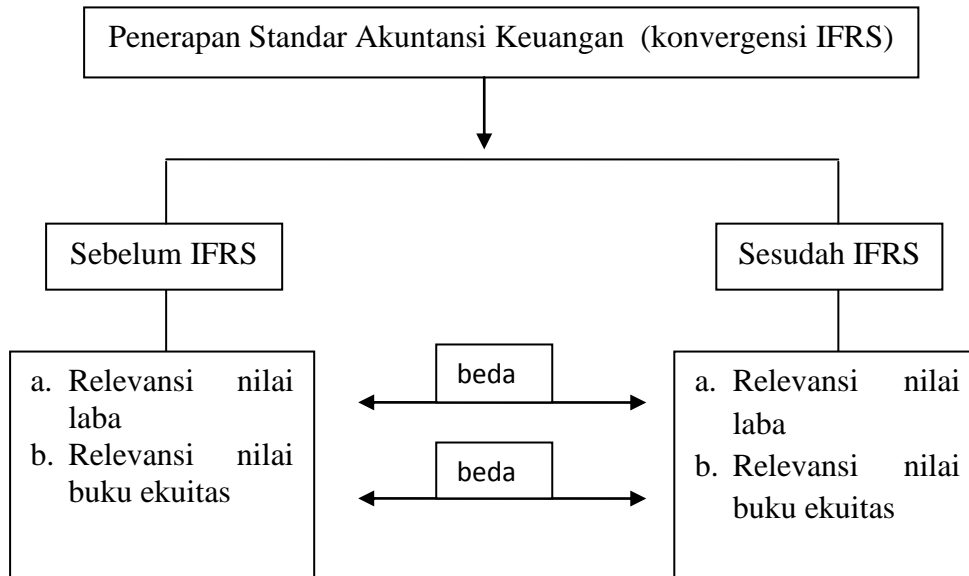 Penerapan Standar Akuntansi Keuangan (konvergensi IFRS)
Sebelum IFRS
Sesudah IFRS
a. Relevansi nilai
laba
b. Relevansi nilai
buku ekuitas
beda
beda
a. Relevansi nilai
laba
b. Relevansi nilai
buku ekuitas